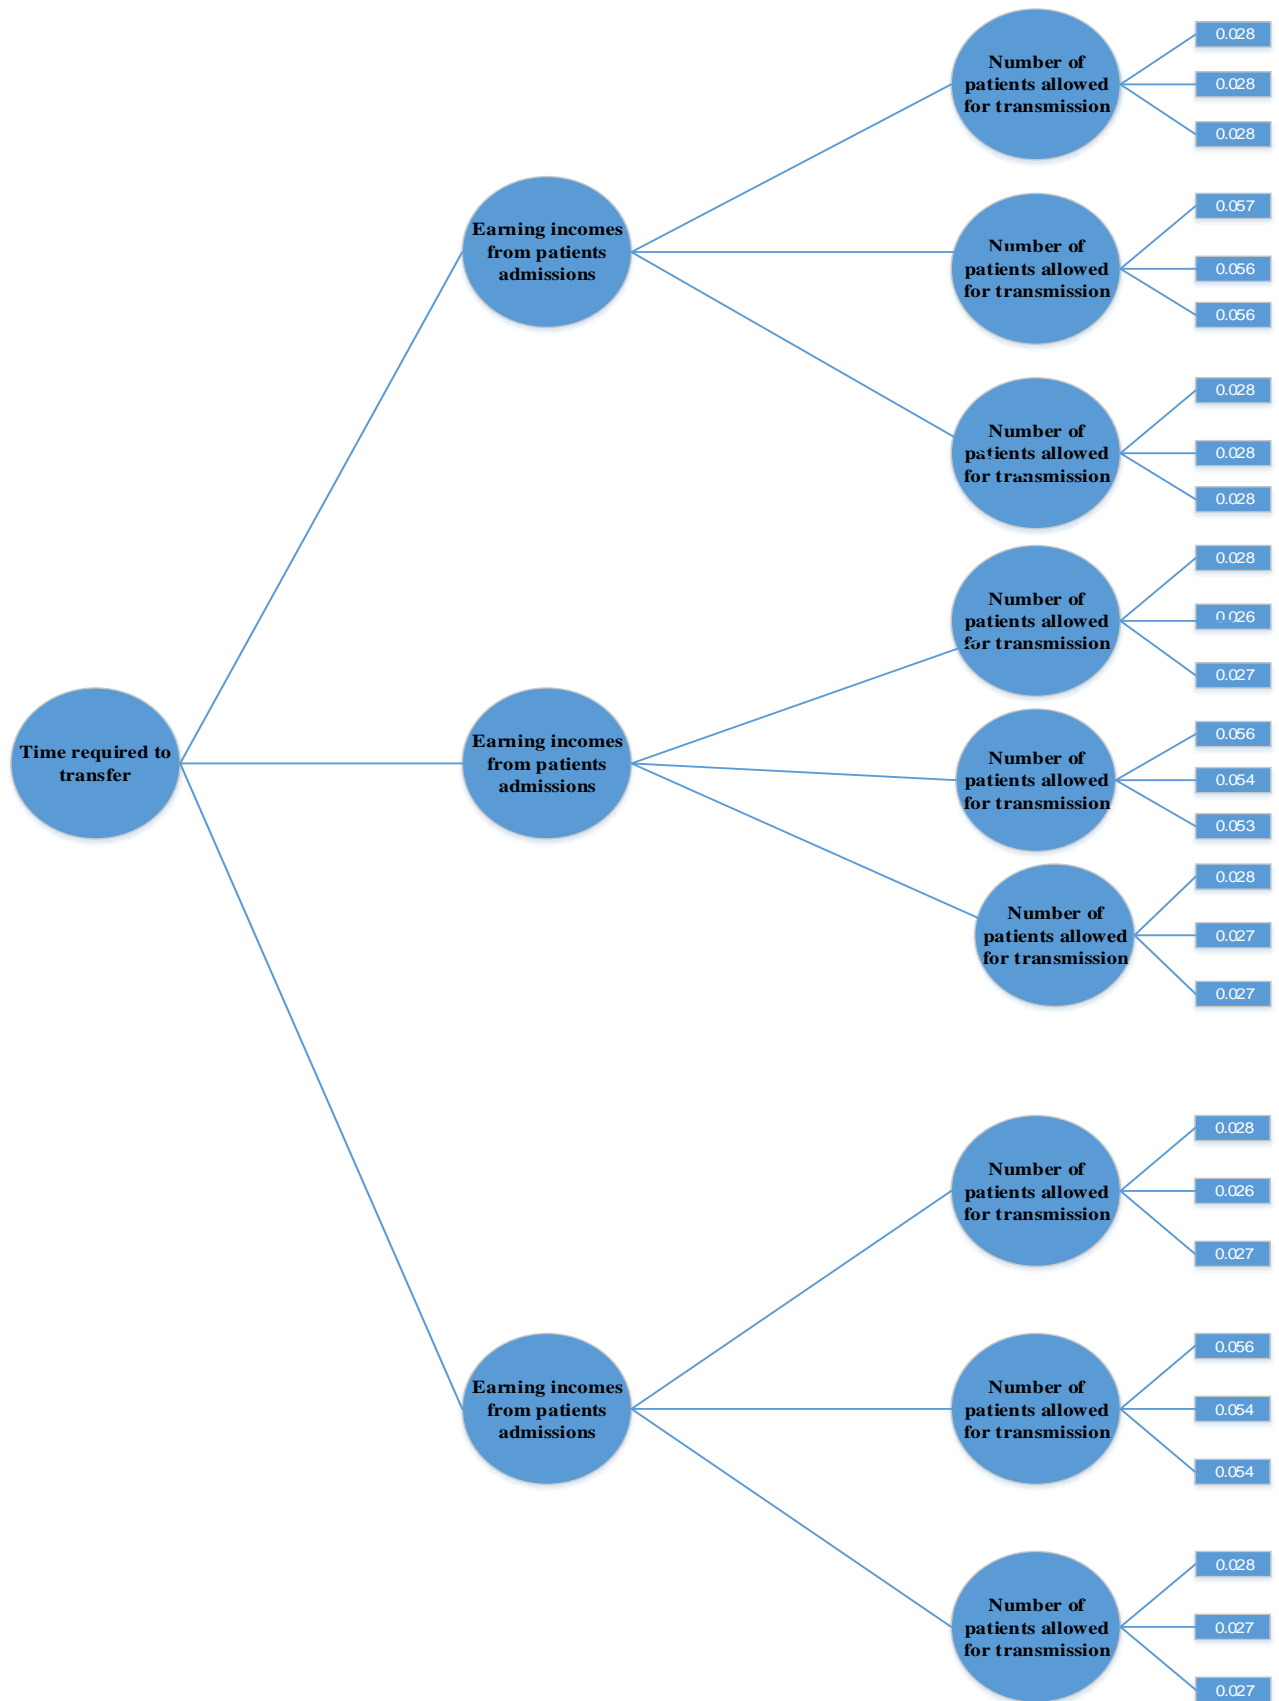 Time required to
transfer
Earning incomes
from patients
admissions
Number of
patients allowed
for transmission
0.028
0.028
0.028
Number of
patients allowed
for transmission
0.057
0.056
0.056
Number of
patients allowed
for transmission
0.028
0.028
0.028
Earning incomes
from patients
admissions
Number of
patients allowed
for transmission
0.028
0.026
0.027
Number of
patients allowed
for transmission
0.056
0.054
0.053
Number of
patients allowed
for transmission
0.028
0.027
0.027
Earning incomes
from patients
admissions
Number of
patients allowed
for transmission
0.028
0.026
0.027
Number of
patients allowed
for transmission
0.056
0.054
0.054
Number of
patients allowed
for transmission
0.028
0.027
0.027